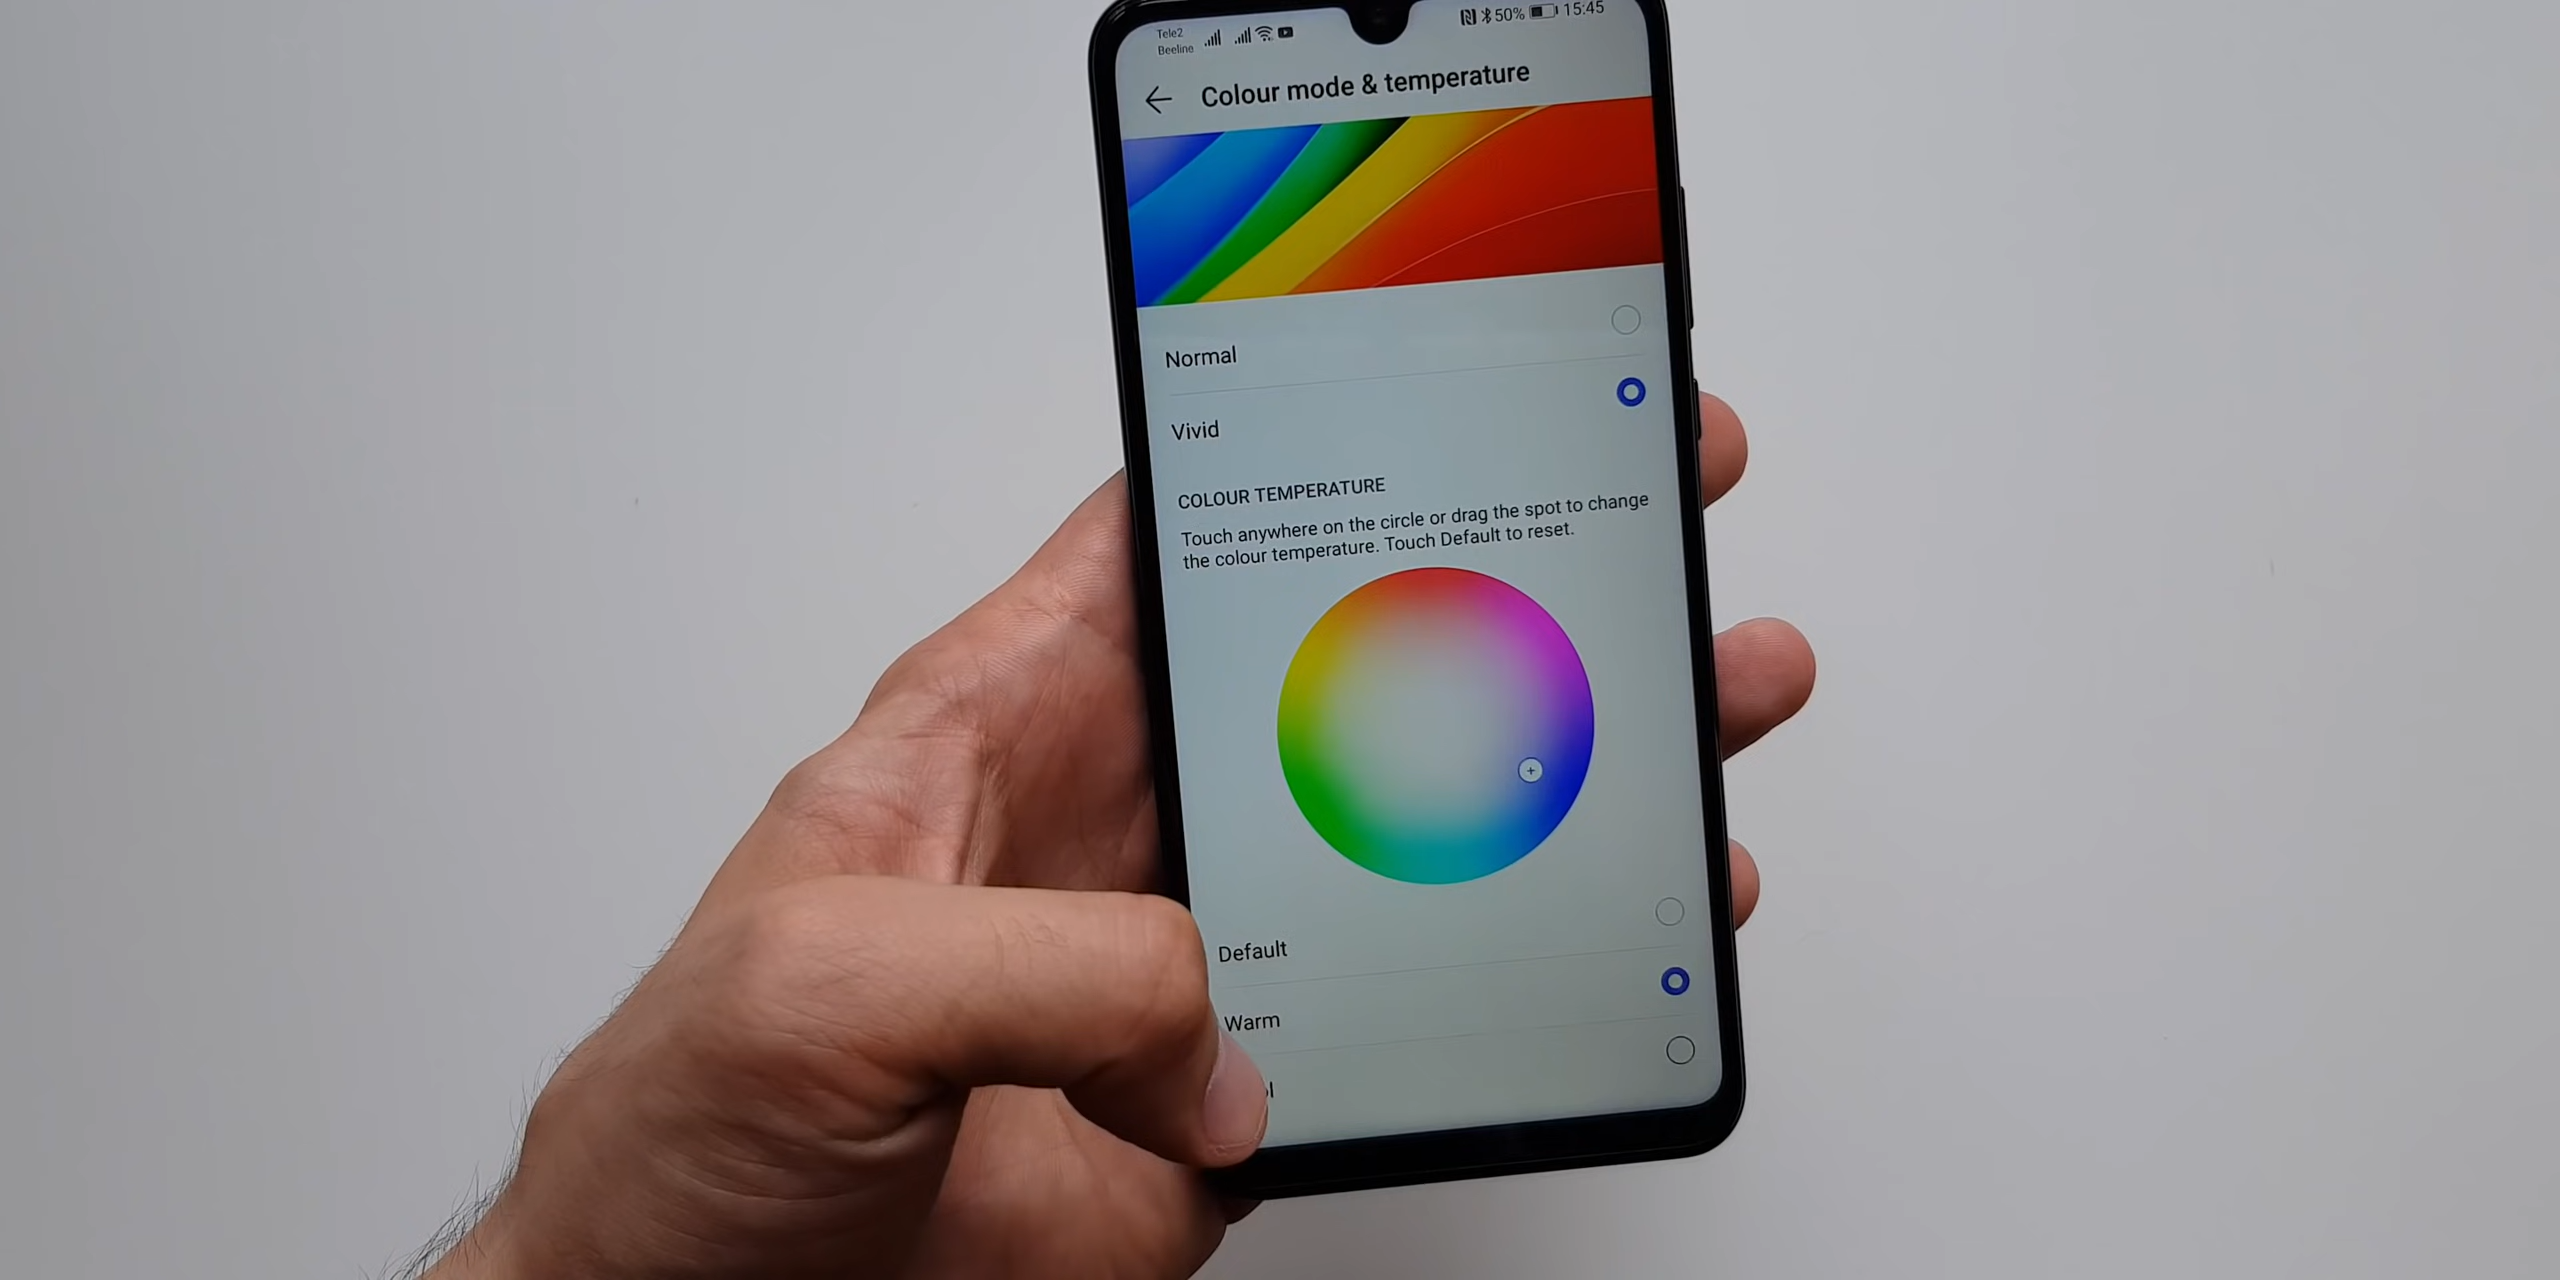 Tele2
Beeline
50% 15:45
Colour mode & temperature
Normal
Vivid
COLOUR TEMPERATURE
Touch anywhere on the circle or drag the spot to change
the colour temperature. Touch Default to reset.
Default
Warm